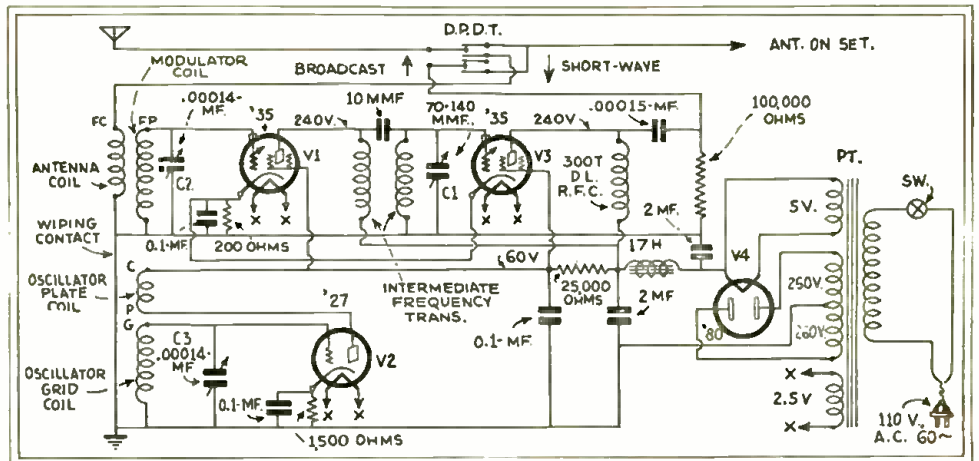 D.P.D.T.
ANT. ON SET.
MODULATOR
COIL
BROADCAST
SHORT-WAVE
.00014-
MF.
10 MMF
'35
240V.
70-140
MMF.
'35
240V.
.00015-MF.
100,000
OHMS
FC
FP
V1
V3
PT.
ANTENNA
COIL
C2
C1
300T
D.L.
R.F.C.
5V.
SW.
WIPING
CONTACT
0.1-MF.
200 OHMS
2 MF.
17 H
V4
OSCILLATOR
PLATE
COIL
C
P
60V
INTERMEDIATE
FREQUENCY
TRANS.
25,000
OHMS
2 MF
250V.
'27
0.1-MF.
'80
260V.
G
C3
.00014-
MF
V2
OSCILLATOR
GRID
COIL
0.1-MF.
X X
X
2.5V
X
1,500 OHMS
110 V.,
A.C. 60~
X X
X X